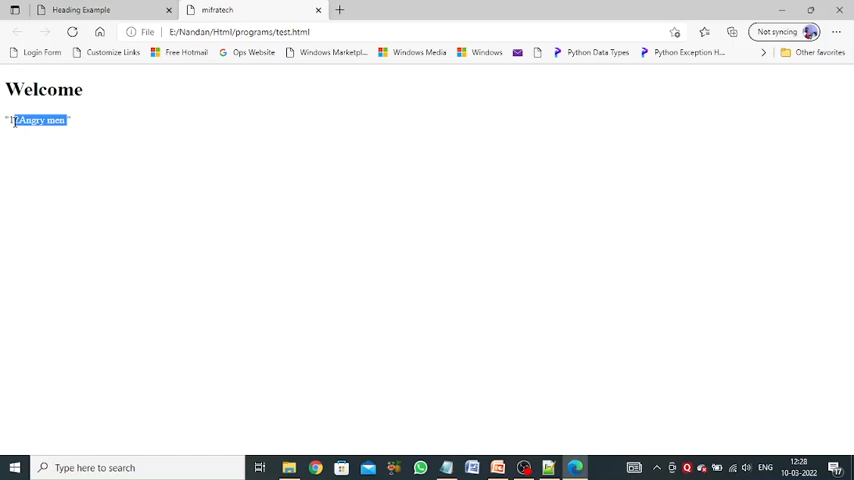 Heading Example
mifratech
File
E:/Nandan/Html/programs/test.html
Not syncing
Login Form
Customize Links
Free Hotmail
Ops Website
Windows Marketpl...
Windows Media
Windows
Python Data Types
Python Exception H...
Other favorites
Welcome
"12Angry men "
Type here to search
ENG
12:28
10-03-2022
17